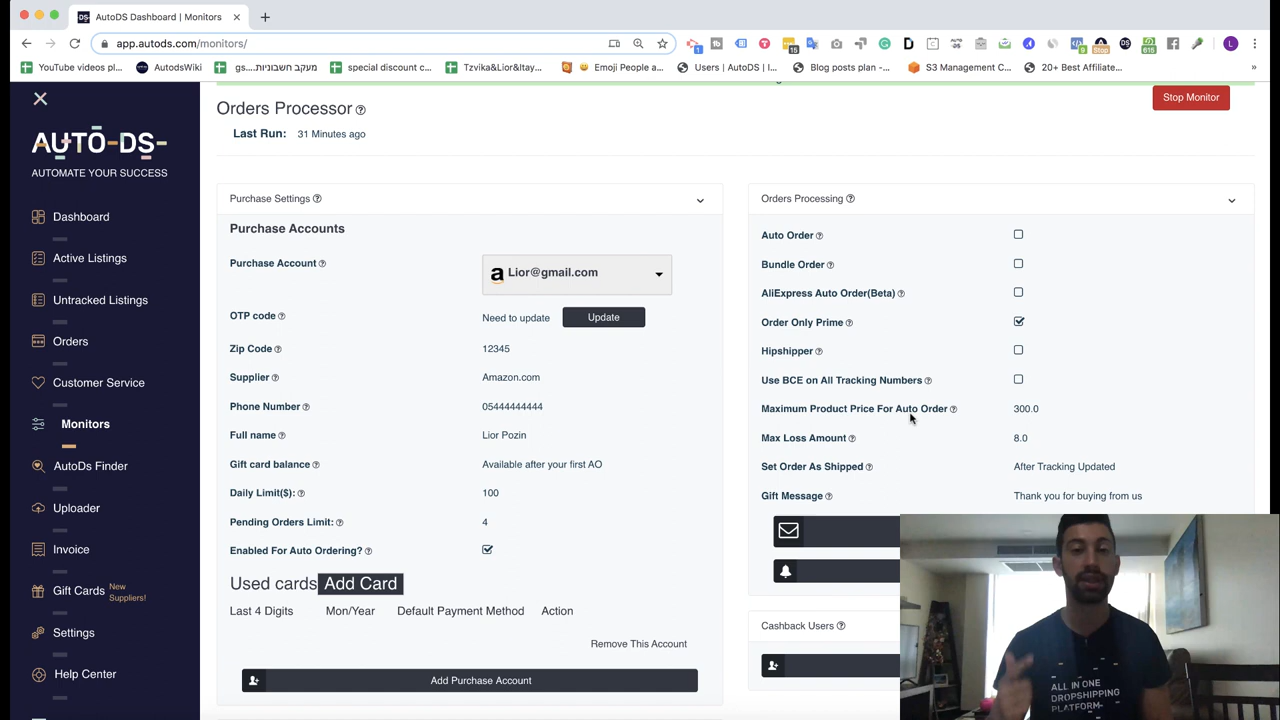 AutoDS Dashboard | Monitors
app.autods.com/monitors/
YouTube videos pl...
AutodsWiki
gs....מעקב חשבוניות
special discount c...
Tzvika&Lior&Itay...
Emoji People a...
Users | AutoDS | I...
Blog posts plan -...
S3 Management C...
20+ Best Affiliate...
AUTO-DS-
AUTOMATE YOUR SUCCESS
Dashboard
Active Listings
Untracked Listings
Orders
Customer Service
Monitors
AutoDs Finder
Uploader
Invoice
Gift Cards New Suppliers!
Settings
Help Center
Orders Processor
Stop Monitor
Last Run: 31 Minutes ago
Purchase Settings
Purchase Accounts
Purchase Account Lior@gmail.com
OTP code Need to update Update
Zip Code 12345
Supplier Amazon.com
Phone Number 05444444444
Full name Lior Pozin
Gift card balance Available after your first AO
Daily Limit($): 100
Pending Orders Limit: 4
Enabled For Auto Ordering?
Used cards Add Card
Last 4 Digits Mon/Year Default Payment Method Action
Remove This Account
Add Purchase Account
Orders Processing
Auto Order
Bundle Order
AliExpress Auto Order(Beta)
Order Only Prime
Hipshipper
Use BCE on All Tracking Numbers
Maximum Product Price For Auto Order 300.0
Max Loss Amount 8.0
Set Order As Shipped After Tracking Updated
Gift Message Thank you for buying from us
Cashback Users
ALL IN ONE
DROPSHIPPING
PLATFORM-